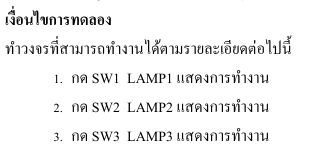 เงื่อนไขการทดลอง
ทำวงจรที่สามารถทำงานได้ตามรายละเอียดต่อไปนี้
1. กด SW1 LAMP1 แสดงการทำงาน
2. กด SW2 LAMP2 แสดงการทำงาน
3. กด SW3 LAMP3 แสดงการทำงาน